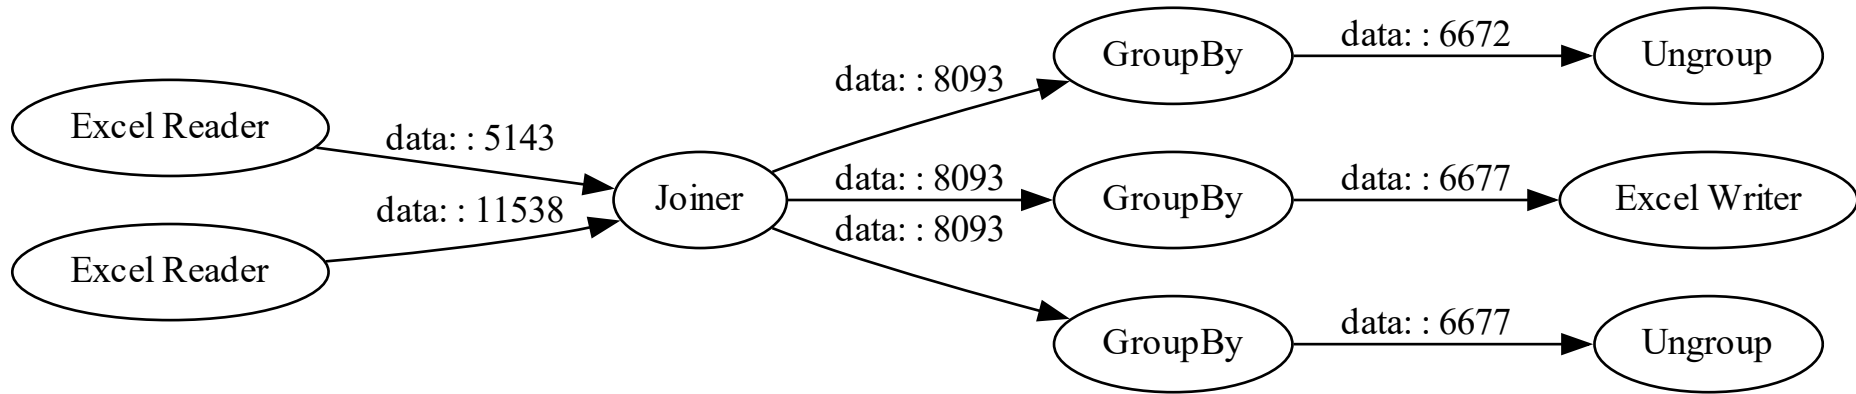 Excel Reader
data: : 5143
Excel Reader
data: : 11538
Joiner
data: : 8093
GroupBy
data: : 6672
Ungroup
data: : 8093
GroupBy
data: : 6677
Excel Writer
data: : 8093
GroupBy
data: : 6677
Ungroup